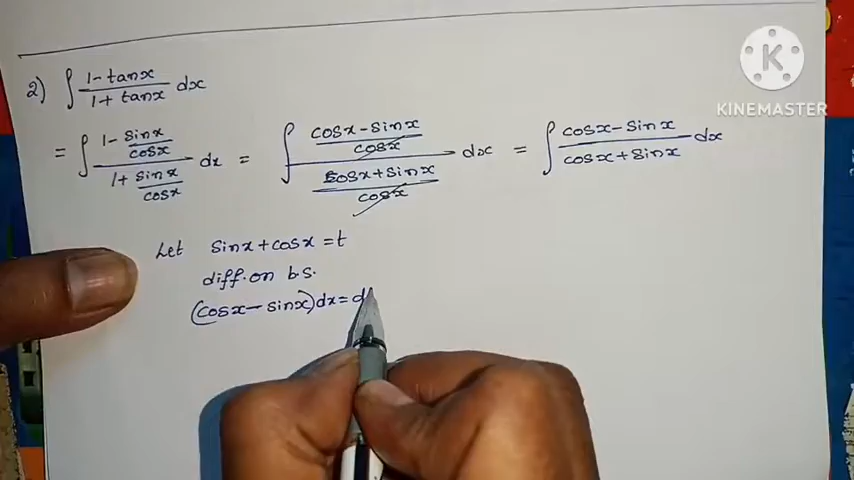 2) ∫ (1 - tanx)/(1 + tanx) dx
= ∫ (1 - sinx/cosx)/(1 + sinx/cosx) dx = ∫ ((cosx - sinx)/cosx)/((cosx + sinx)/cosx) dx = ∫ (cosx - sinx)/(cosx + sinx) dx
Let sinx + cosx = t
diff. on b.s.
(cosx - sinx)dx = dt
K
KINEMASTER